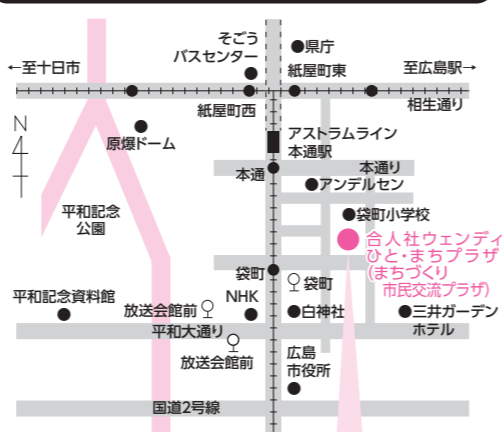 そごう
バスセンター
県庁
←至十日市
紙屋町東
至広島駅→
相生通り
紙屋町西
N
原爆ドーム
アストラムライン
本通駅
本通
本通り
アンデルセン
平和記念
公園
袋町小学校
合人社ウェンディ
ひと・まちプラザ
(まちづくり
市民交流プラザ)
袋町
袋町
平和記念資料館
放送会館前
NHK
白神社
三井ガーデン
ホテル
平和大通り
放送会館前
広島
市役所
国道2号線